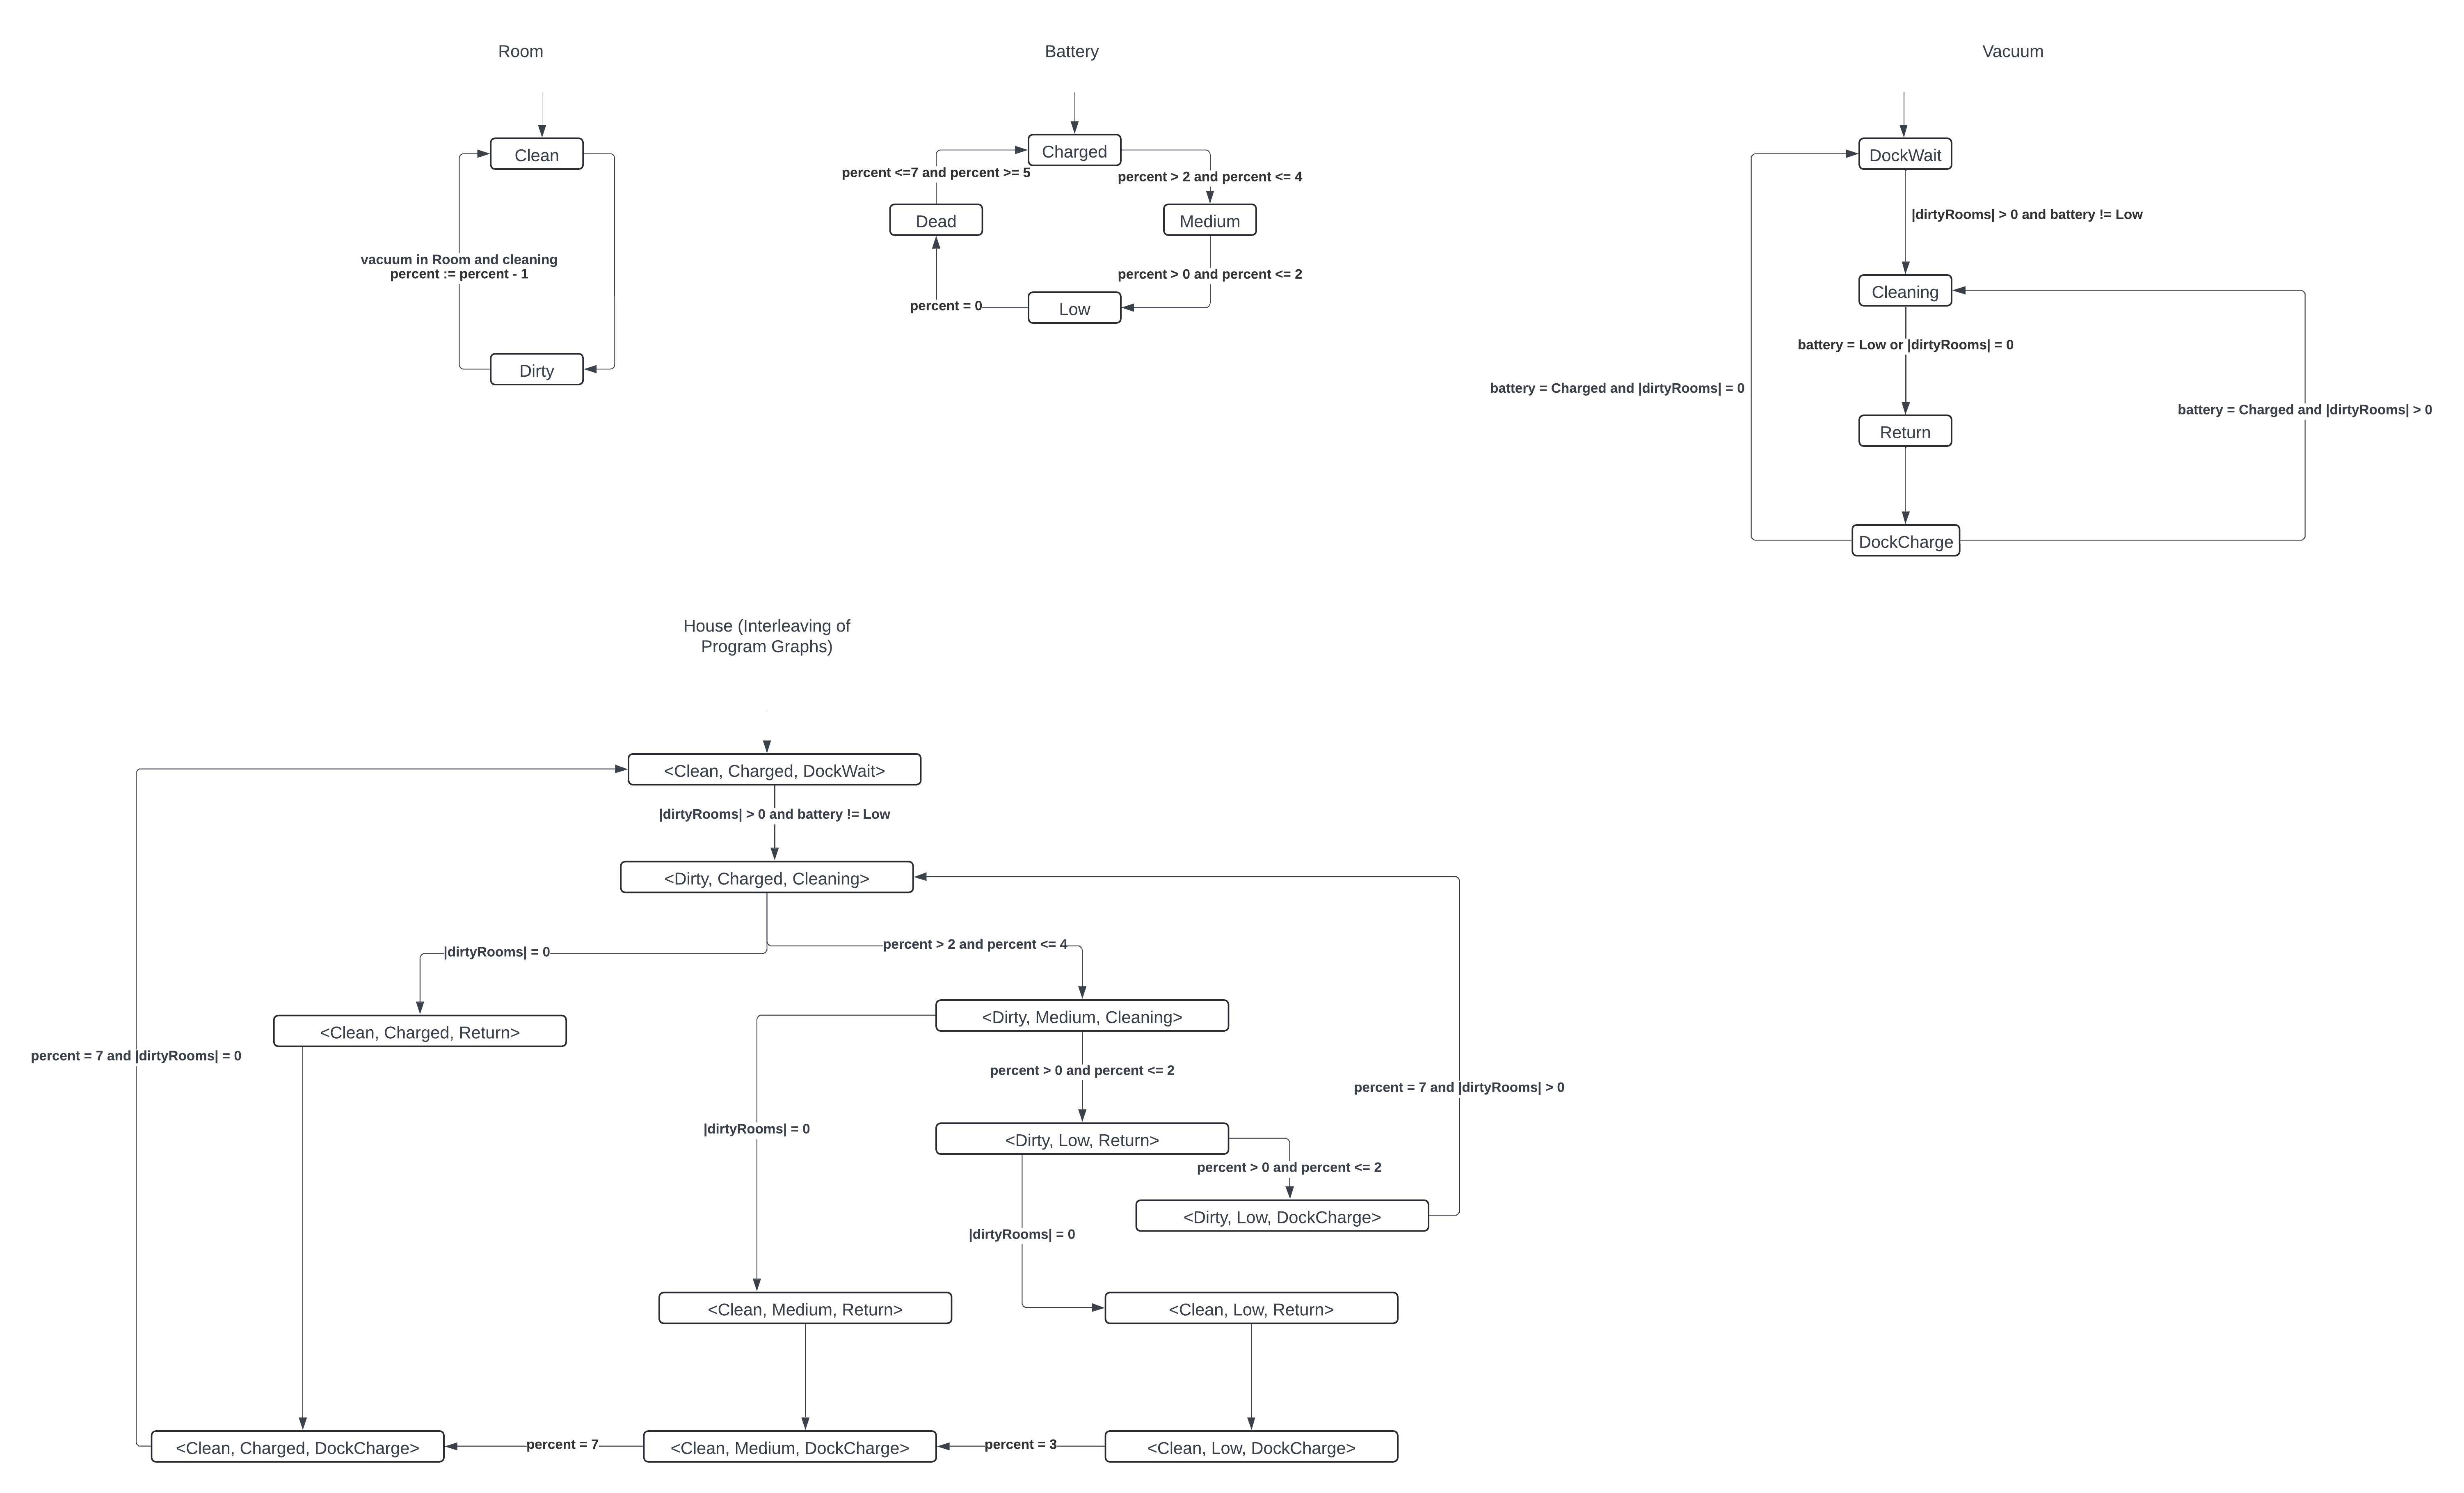 Room
Clean
vacuum in Room and cleaning
percent := percent - 1
Dirty
Battery
Charged
percent <=7 and percent >= 5
percent > 2 and percent <= 4
Dead
Medium
percent > 0 and percent <= 2
percent = 0
Low
Vacuum
DockWait
|dirtyRooms| > 0 and battery != Low
Cleaning
battery = Low or |dirtyRooms| = 0
battery = Charged and |dirtyRooms| = 0
battery = Charged and |dirtyRooms| > 0
Return
DockCharge
House (Interleaving of
Program Graphs)
<Clean, Charged, DockWait>
|dirtyRooms| > 0 and battery != Low
<Dirty, Charged, Cleaning>
|dirtyRooms| = 0
percent > 2 and percent <= 4
<Clean, Charged, Return>
<Dirty, Medium, Cleaning>
percent = 7 and |dirtyRooms| = 0
percent > 0 and percent <= 2
percent = 7 and |dirtyRooms| > 0
|dirtyRooms| = 0
<Dirty, Low, Return>
percent > 0 and percent <= 2
<Dirty, Low, DockCharge>
|dirtyRooms| = 0
<Clean, Medium, Return>
<Clean, Low, Return>
<Clean, Charged, DockCharge>
percent = 7
<Clean, Medium, DockCharge>
percent = 3
<Clean, Low, DockCharge>